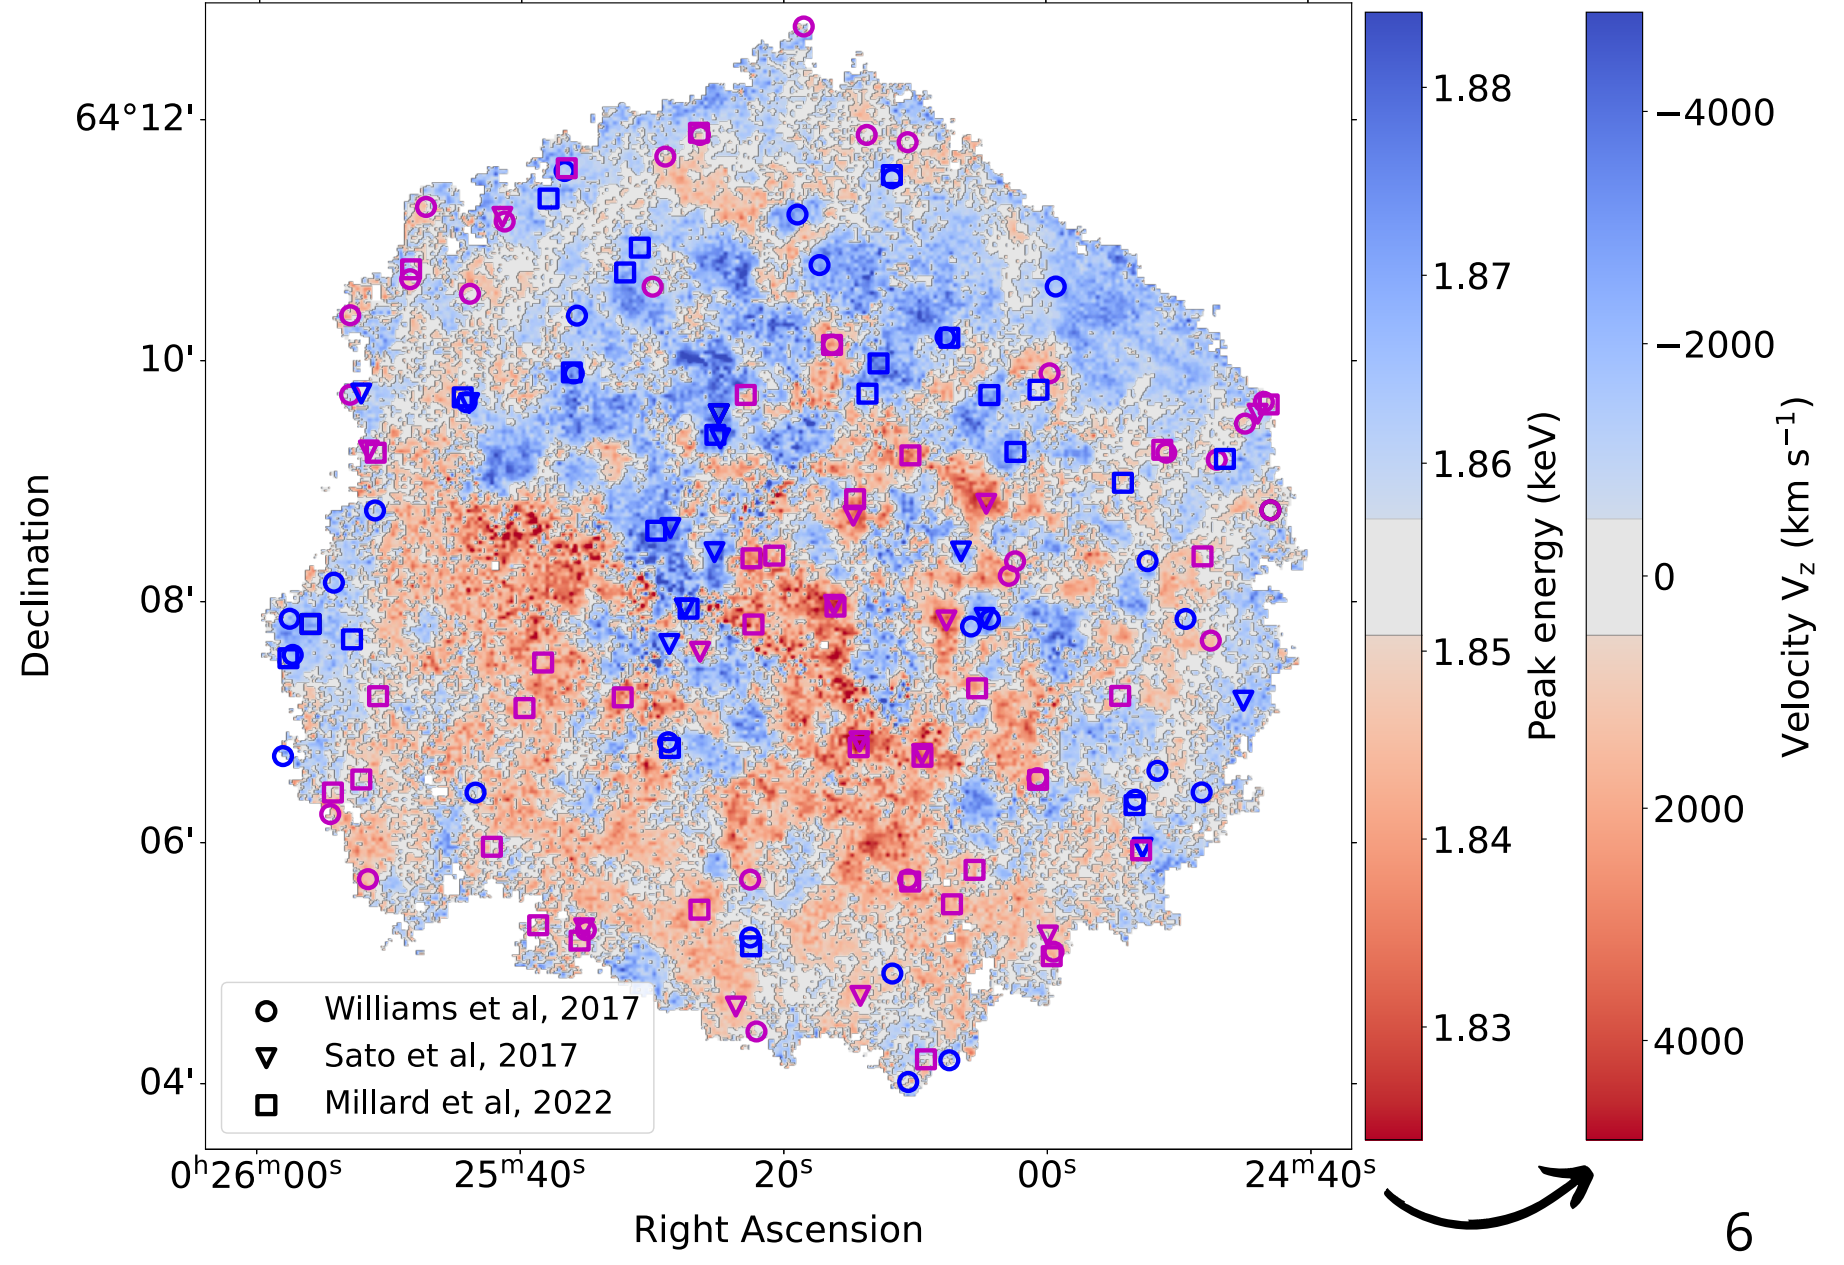 64°12'
10'
08'
06'
04'
Declination
Williams et al, 2017
Sato et al, 2017
Millard et al, 2022
0ʰ26ᵐ00ˢ
25ᵐ40ˢ
20ˢ
00ˢ
24ᵐ40ˢ
Right Ascension
1.88
1.87
1.86
1.85
1.84
1.83
Peak energy (keV)
−4000
−2000
0
2000
4000
Velocity V_z (km s⁻¹)
6